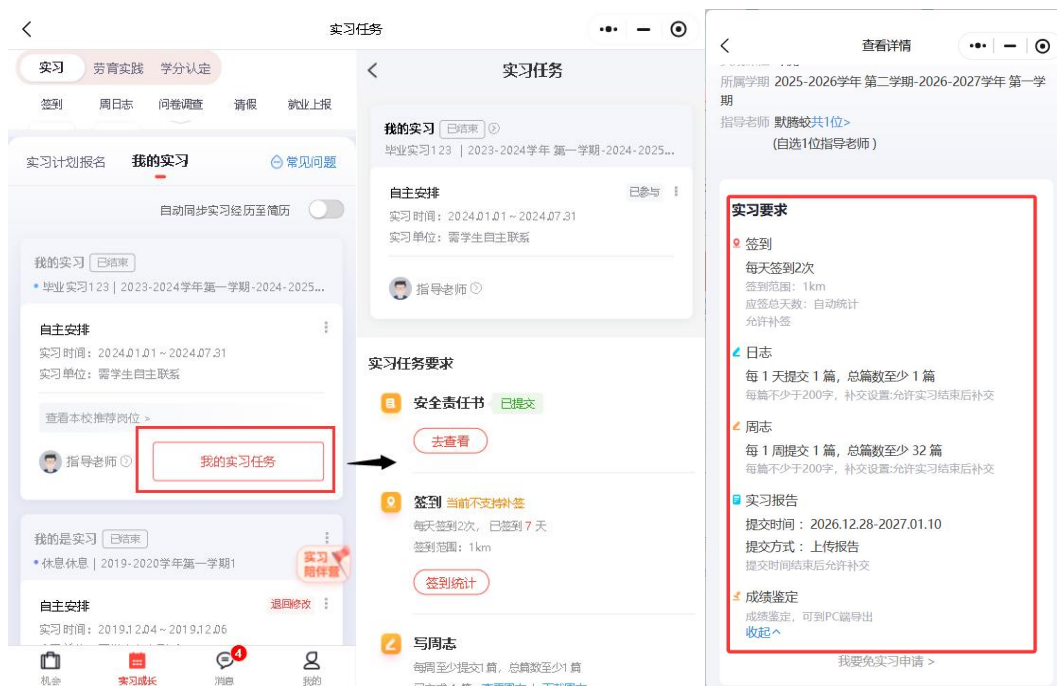 实习任务
实习
劳育实践
学分认定
签到
周日志
问卷调查
请假
就业上报
实习计划报名
我的实习
常见问题
自动同步实习经历至简历
我的实习 已结束
毕业实习123 | 2023-2024学年第一学期-2024-2025...
自主安排
实习时间：2024.01.01~2024.07.31
实习单位：需学生自主联系
查看本校推荐岗位 »
指导老师
我的实习任务
我的是实习 已结束
休息休息 | 2019-2020学年第一学期1
实习
陪伴营
自主安排
退回修改
实习时间：2019.12.04~2019.12.06
机会
实习成长
4
消息
我的
实习任务
我的实习 已结束
毕业实习123 | 2023-2024学年 第一学期-2024-2025...
自主安排
已参与
实习时间：2024.01.01~2024.07.31
实习单位：需学生自主联系
指导老师
实习任务要求
安全责任书 已提交
去查看
签到 当前不支持补签
每天签到2次，已签到 7 天
签到范围：1km
签到统计
写周志
每周至少提交1篇，总篇数至少1篇
查看详情
所属学期 2025-2026学年 第二学期-2026-2027学年 第一学
期
指导老师 默腾蛟共1位>
(自选1位指导老师)
实习要求
签到
每天签到2次
签到范围：1km
应签总天数：自动统计
允许补签
日志
每 1 天提交 1 篇，总篇数至少 1 篇
每篇不少于200字，补交设置:允许实习结束后补交
周志
每 1 周提交 1 篇，总篇数至少 32 篇
每篇不少于200字，补交设置:允许实习结束后补交
实习报告
提交时间 ：2026.12.28-2027.01.10
提交方式 ：上传报告
提交时间结束后允许补交
成绩鉴定
成绩鉴定，可到PC端导出
收起
我要免实习申请 >